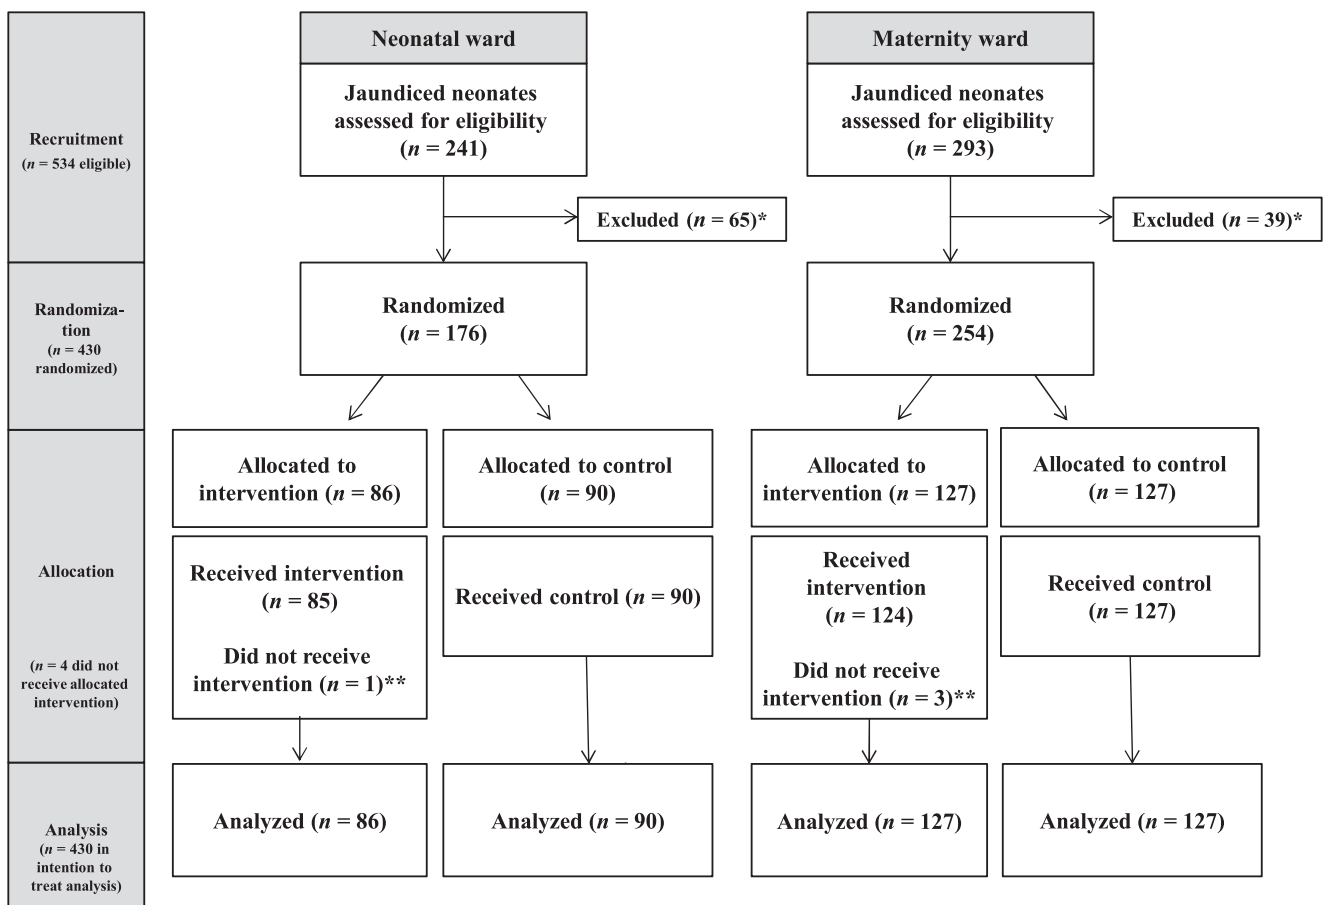 Recruitment
(n = 534 eligible)
Neonatal ward
Jaundiced neonates
assessed for eligibility
(n = 241)
Excluded (n = 65)*
Maternity ward
Jaundiced neonates
assessed for eligibility
(n = 293)
Excluded (n = 39)*
Randomiza-
tion
(n = 430
randomized)
Randomized
(n = 176)
Randomized
(n = 254)
Allocation
(n = 4 did not
receive allocated
intervention)
Allocated to
intervention (n = 86)
Allocated to control
(n = 90)
Allocated to
intervention (n = 127)
Allocated to control
(n = 127)
Received intervention
(n = 85)
Did not receive
intervention (n = 1)**
Received control (n = 90)
Received
intervention
(n = 124)
Did not receive
intervention (n = 3)**
Received control
(n = 127)
Analysis
(n = 430 in
intention to
treat analysis)
Analyzed (n = 86)
Analyzed (n = 90)
Analyzed (n = 127)
Analyzed (n = 127)